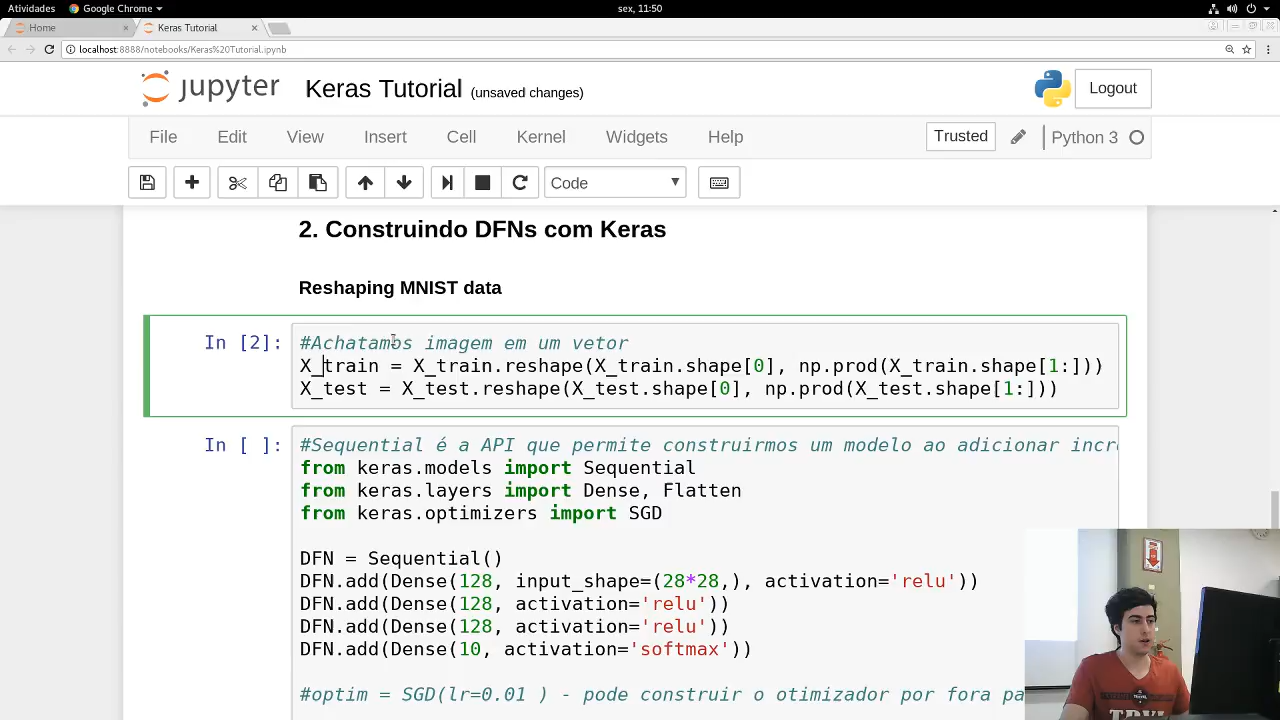 Atividades Google Chrome sex, 11:50
Home Keras Tutorial
localhost:8888/notebooks/Keras%20Tutorial.ipynb
jupyter Keras Tutorial (unsaved changes) Logout
File Edit View Insert Cell Kernel Widgets Help Trusted Python 3
Code
2. Construindo DFNs com Keras
Reshaping MNIST data
In [2]: #Achatamos imagem em um vetor
X_train = X_train.reshape(X_train.shape[0], np.prod(X_train.shape[1:]))
X_test = X_test.reshape(X_test.shape[0], np.prod(X_test.shape[1:]))
In [ ]: #Sequential é a API que permite construirmos um modelo ao adicionar incre
from keras.models import Sequential
from keras.layers import Dense, Flatten
from keras.optimizers import SGD
DFN = Sequential()
DFN.add(Dense(128, input_shape=(28*28,), activation='relu'))
DFN.add(Dense(128, activation='relu'))
DFN.add(Dense(128, activation='relu'))
DFN.add(Dense(10, activation='softmax'))
#optim = SGD(lr=0.01 ) - pode construir o otimizador por fora pa